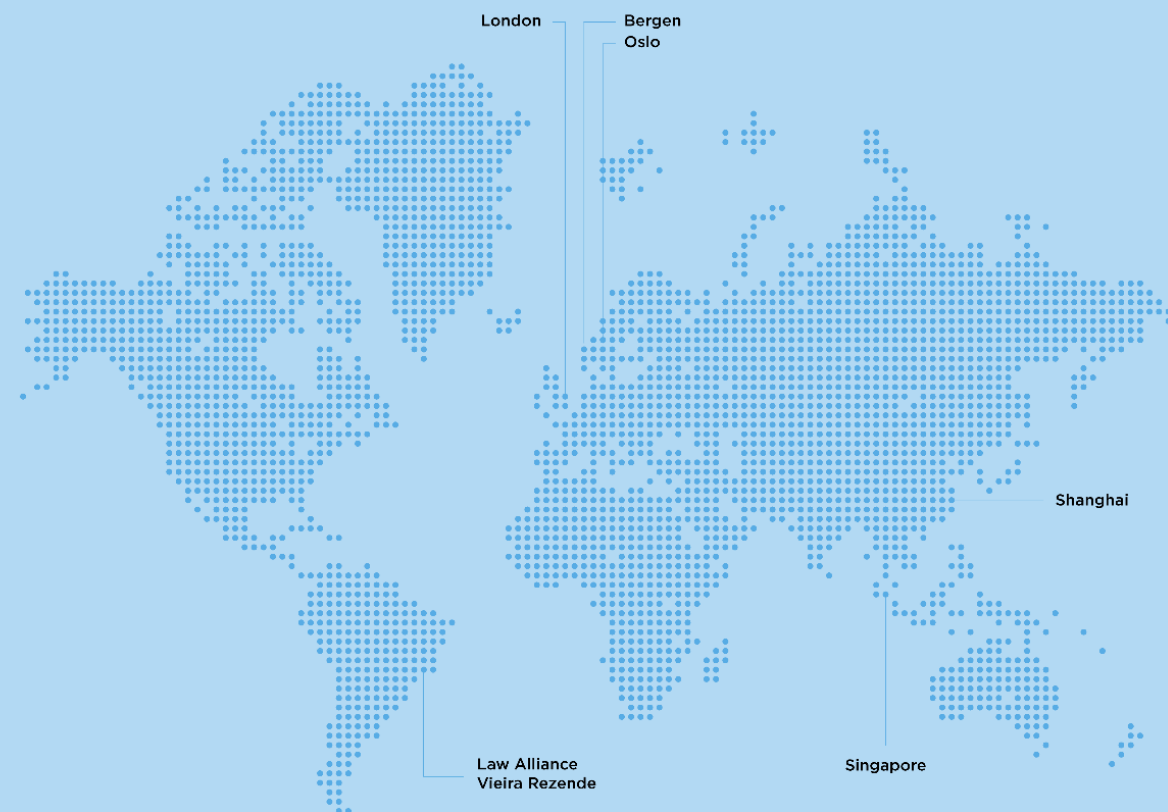 London
Bergen
Oslo
Shanghai
Law Alliance
Vieira Rezende
Singapore